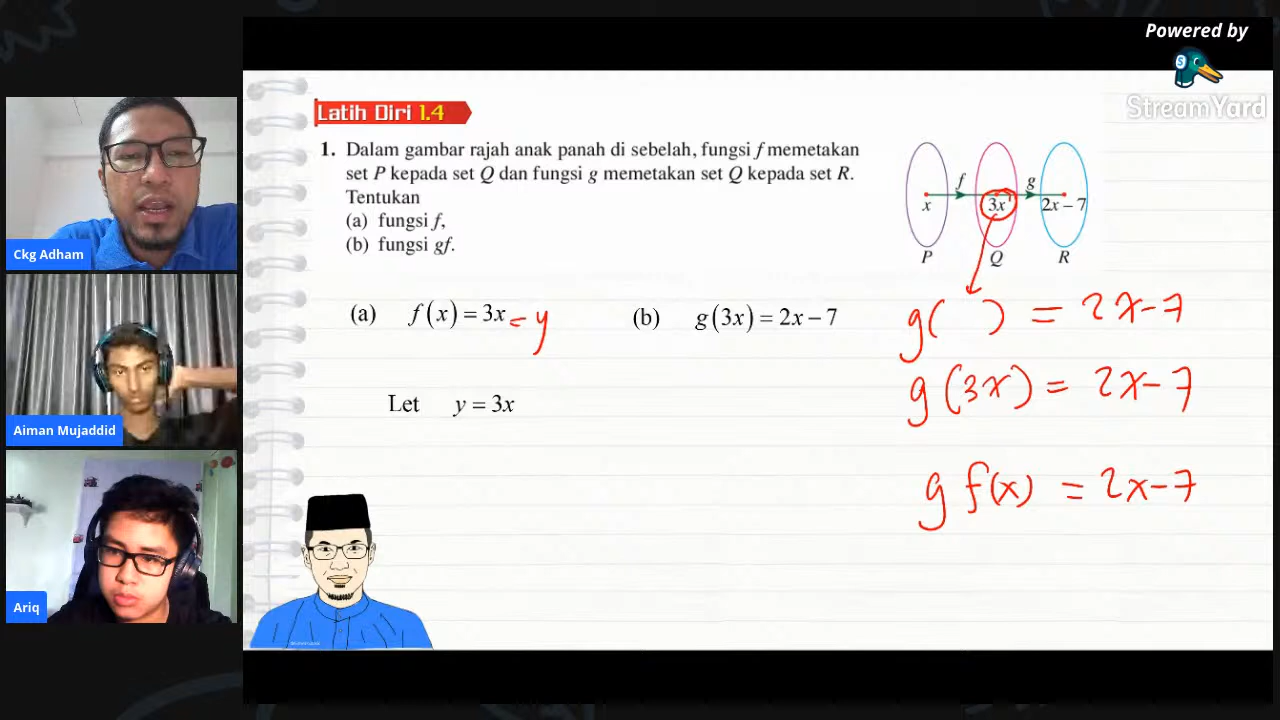 Powered by
StreamYard
Latih Diri 1.4
1. Dalam gambar rajah anak panah di sebelah, fungsi f memetakan
set P kepada set Q dan fungsi g memetakan set Q kepada set R.
Tentukan
(a) fungsi f,
(b) fungsi gf.
f g
x 3x 2x – 7
P Q R
(a) f(x) = 3x = y
(b) g(3x) = 2x – 7
g( ) = 2x-7
g(3x) = 2x-7
Let y = 3x
g f(x) = 2x-7
Ckg Adham
Aiman Mujaddid
Ariq